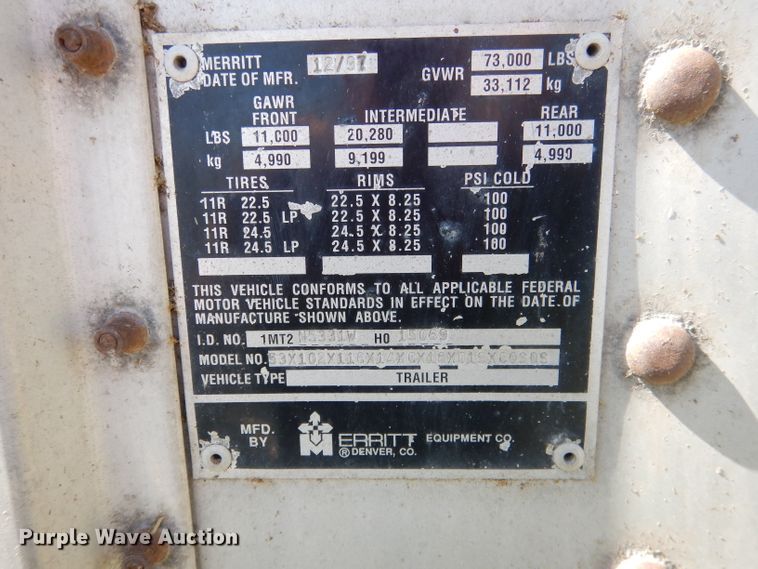 MERRITT 12/97 GVWR 73,000 LBS
DATE OF MFR. 33,112 kg
GAWR
FRONT INTERMEDIATE REAR
LBS 11,000 20,280 11,000
kg 4,990 9,199 4,990
TIRES RIMS PSI COLD
11R 22.5 22.5 X 8.25 100
11R 22.5 LP 22.5 X 8.25 100
11R 24.5 24.5 X 8.25 100
11R 24.5 LP 24.5 X 8.25 100
THIS VEHICLE CONFORMS TO ALL APPLICABLE FEDERAL
MOTOR VEHICLE STANDARDS IN EFFECT ON THE DATE OF
MANUFACTURE SHOWN ABOVE.
I.D. NO. 1MT2 HO
MODEL NO.
VEHICLE TYPE TRAILER
MFD. BY
MERRITT EQUIPMENT CO.
® DENVER, CO.
Purple Wave Auction